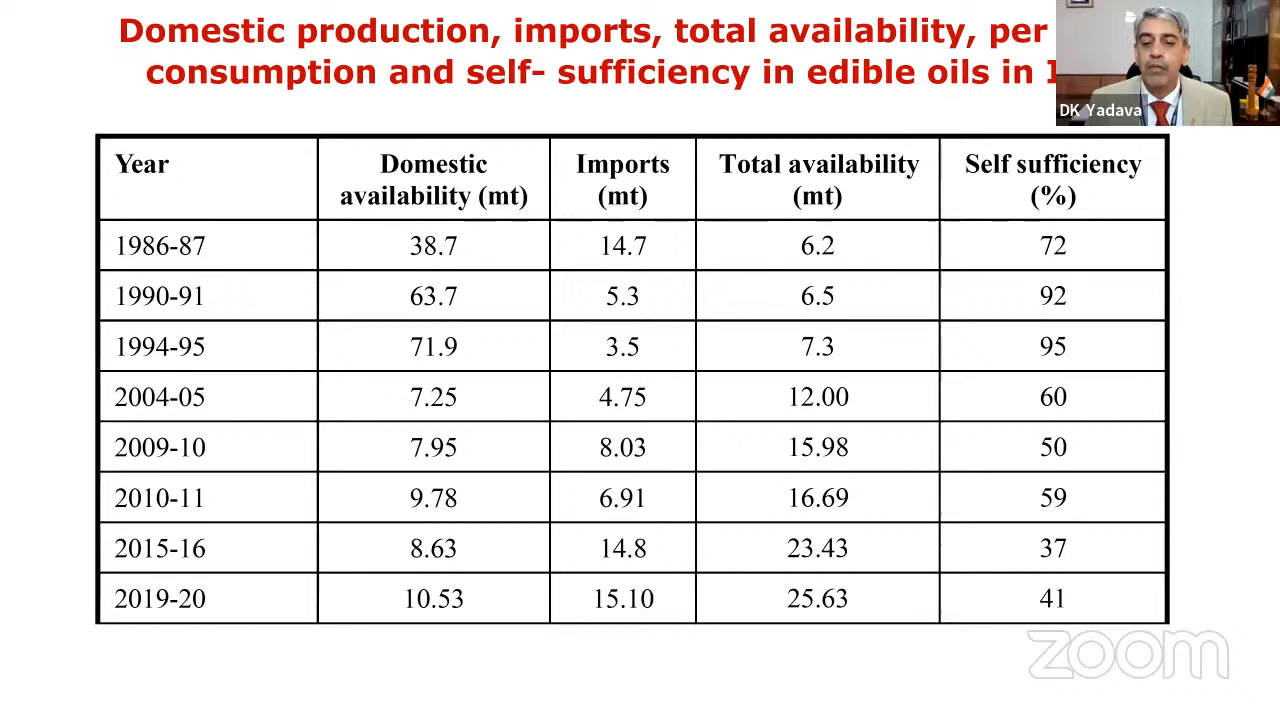 Domestic production, imports, total availability, per
consumption and self- sufficiency in edible oils in
DK Yadava
Year Domestic availability (mt) Imports (mt) Total availability (mt) Self sufficiency (%)
1986-87 38.7 14.7 6.2 72
1990-91 63.7 5.3 6.5 92
1994-95 71.9 3.5 7.3 95
2004-05 7.25 4.75 12.00 60
2009-10 7.95 8.03 15.98 50
2010-11 9.78 6.91 16.69 59
2015-16 8.63 14.8 23.43 37
2019-20 10.53 15.10 25.63 41
zoom